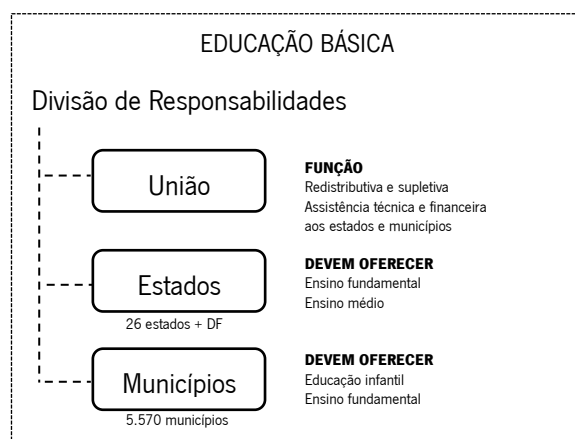 EDUCAÇÃO BÁSICA
Divisão de Responsabilidades
União
FUNÇÃO
Redistributiva e supletiva
Assistência técnica e financeira
aos estados e municípios
Estados
26 estados + DF
DEVEM OFERECER
Ensino fundamental
Ensino médio
Municípios
5.570 municípios
DEVEM OFERECER
Educação infantil
Ensino fundamental